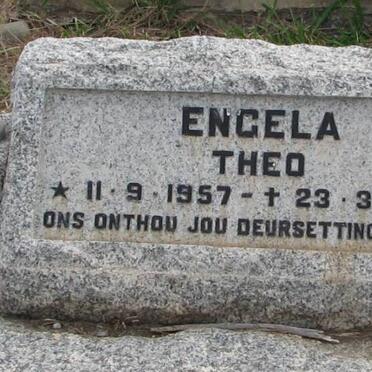 ENGELA
THEO
★ 11·9·1957 - ✝ 23·3
ONS ONTHOU JOU DEURSETTING